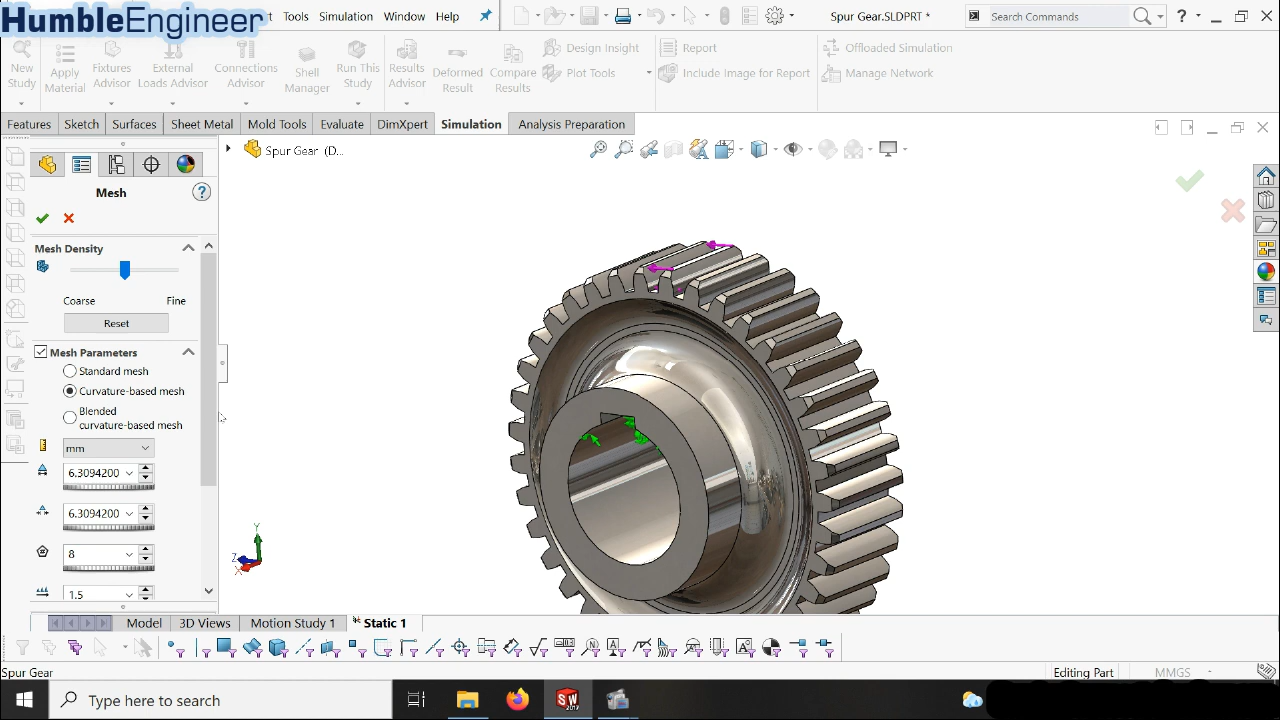 HumbleEngineer
Tools Simulation Window Help
Spur Gear.SLDPRT *
Search Commands
?
New Study
Apply Material
Fixtures Advisor
External Loads Advisor
Connections Advisor
Shell Manager
Run This Study
Results Advisor
Deformed Result
Compare Results
Design Insight
Plot Tools
Report
Include Image for Report
Offloaded Simulation
Manage Network
Features Sketch Surfaces Sheet Metal Mold Tools Evaluate DimXpert Simulation Analysis Preparation
Spur Gear (D...
Mesh
?
Mesh Density
Coarse Fine
Reset
Mesh Parameters
Standard mesh
Curvature-based mesh
Blended
curvature-based mesh
mm
6.3094200
6.3094200
8
1.5
Y
Z
X
Model 3D Views Motion Study 1 Static 1
Spur Gear
Editing Part
MMGS
Type here to search
SW
2019